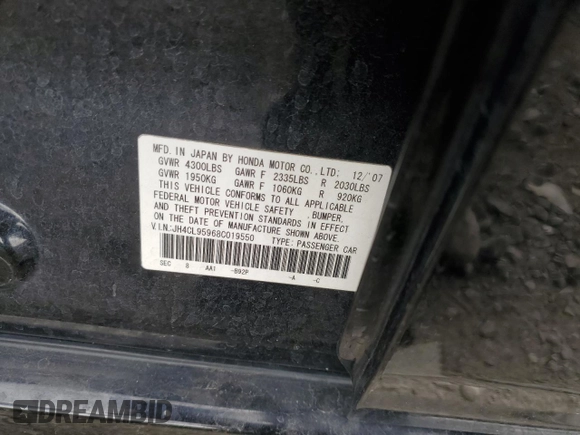 MFD. IN JAPAN BY HONDA MOTOR CO., LTD: 12/'07
GVWR 4300LBS GAWR F 2335LBS R 2030LBS
GVWR 1950KG GAWR F 1060KG R 920KG
THIS VEHICLE CONFORMS TO ALL APPLICABLE
FEDERAL MOTOR VEHICLE SAFETY ,BUMPER,
AND THEFT PREVENTION STANDARDS IN EFFECT
ON THE DATE OF MANUFACTURE SHOWN ABOVE.
V.I.N:JH4CL95968C019550 TYPE: PASSENGER CAR
SEC 8 AA1 -B92P -A -C
DREAMBID